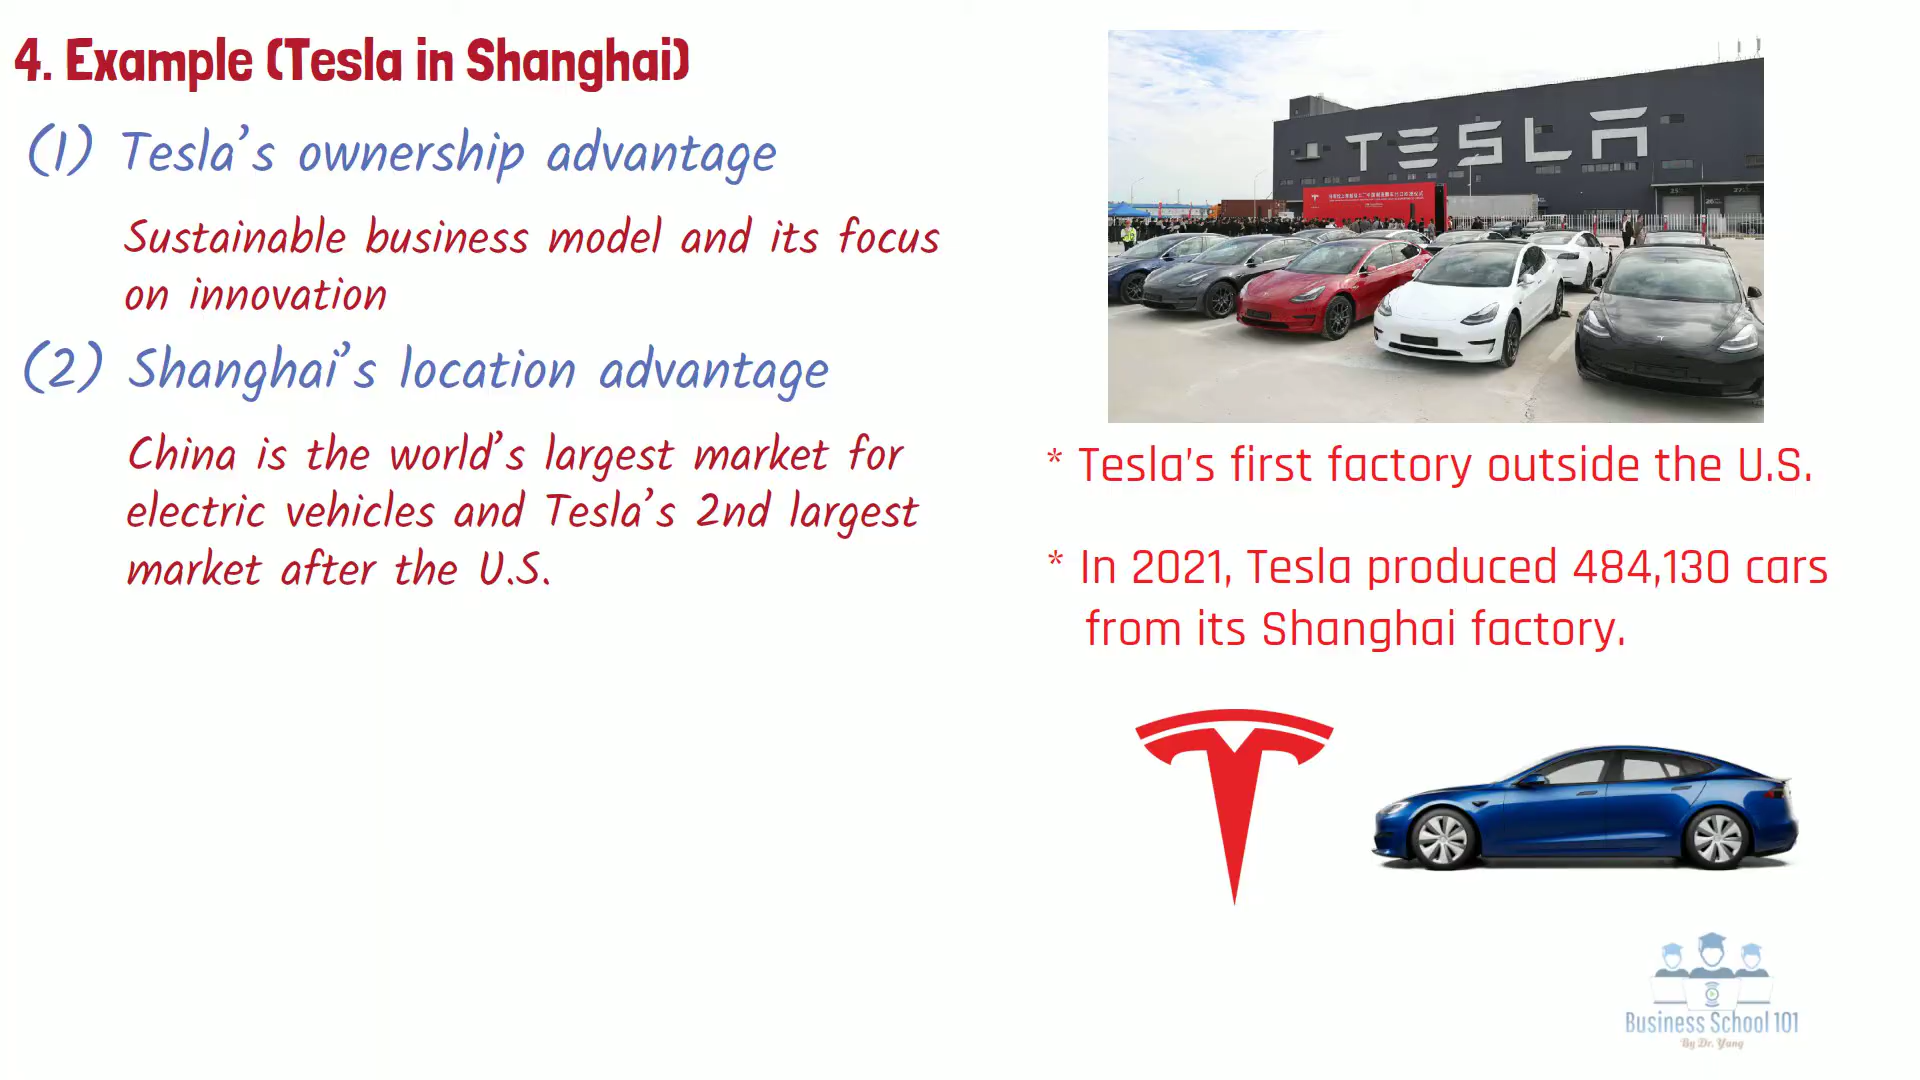 4. Example (Tesla in Shanghai)
(1) Tesla's ownership advantage
Sustainable business model and its focus
on innovation
(2) Shanghai's location advantage
China is the world's largest market for
electric vehicles and Tesla's 2nd largest
market after the U.S.
TESLA
* Tesla's first factory outside the U.S.
* In 2021, Tesla produced 484,130 cars
from its Shanghai factory.
Business School 101
By Dr. Yang